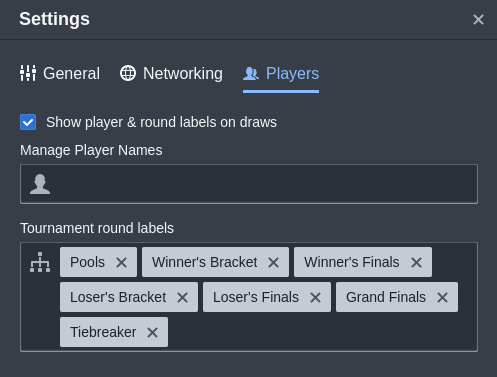 Settings
General Networking Players
Show player & round labels on draws
Manage Player Names
Tournament round labels
Pools Winner's Bracket Winner's Finals
Loser's Bracket Loser's Finals Grand Finals
Tiebreaker